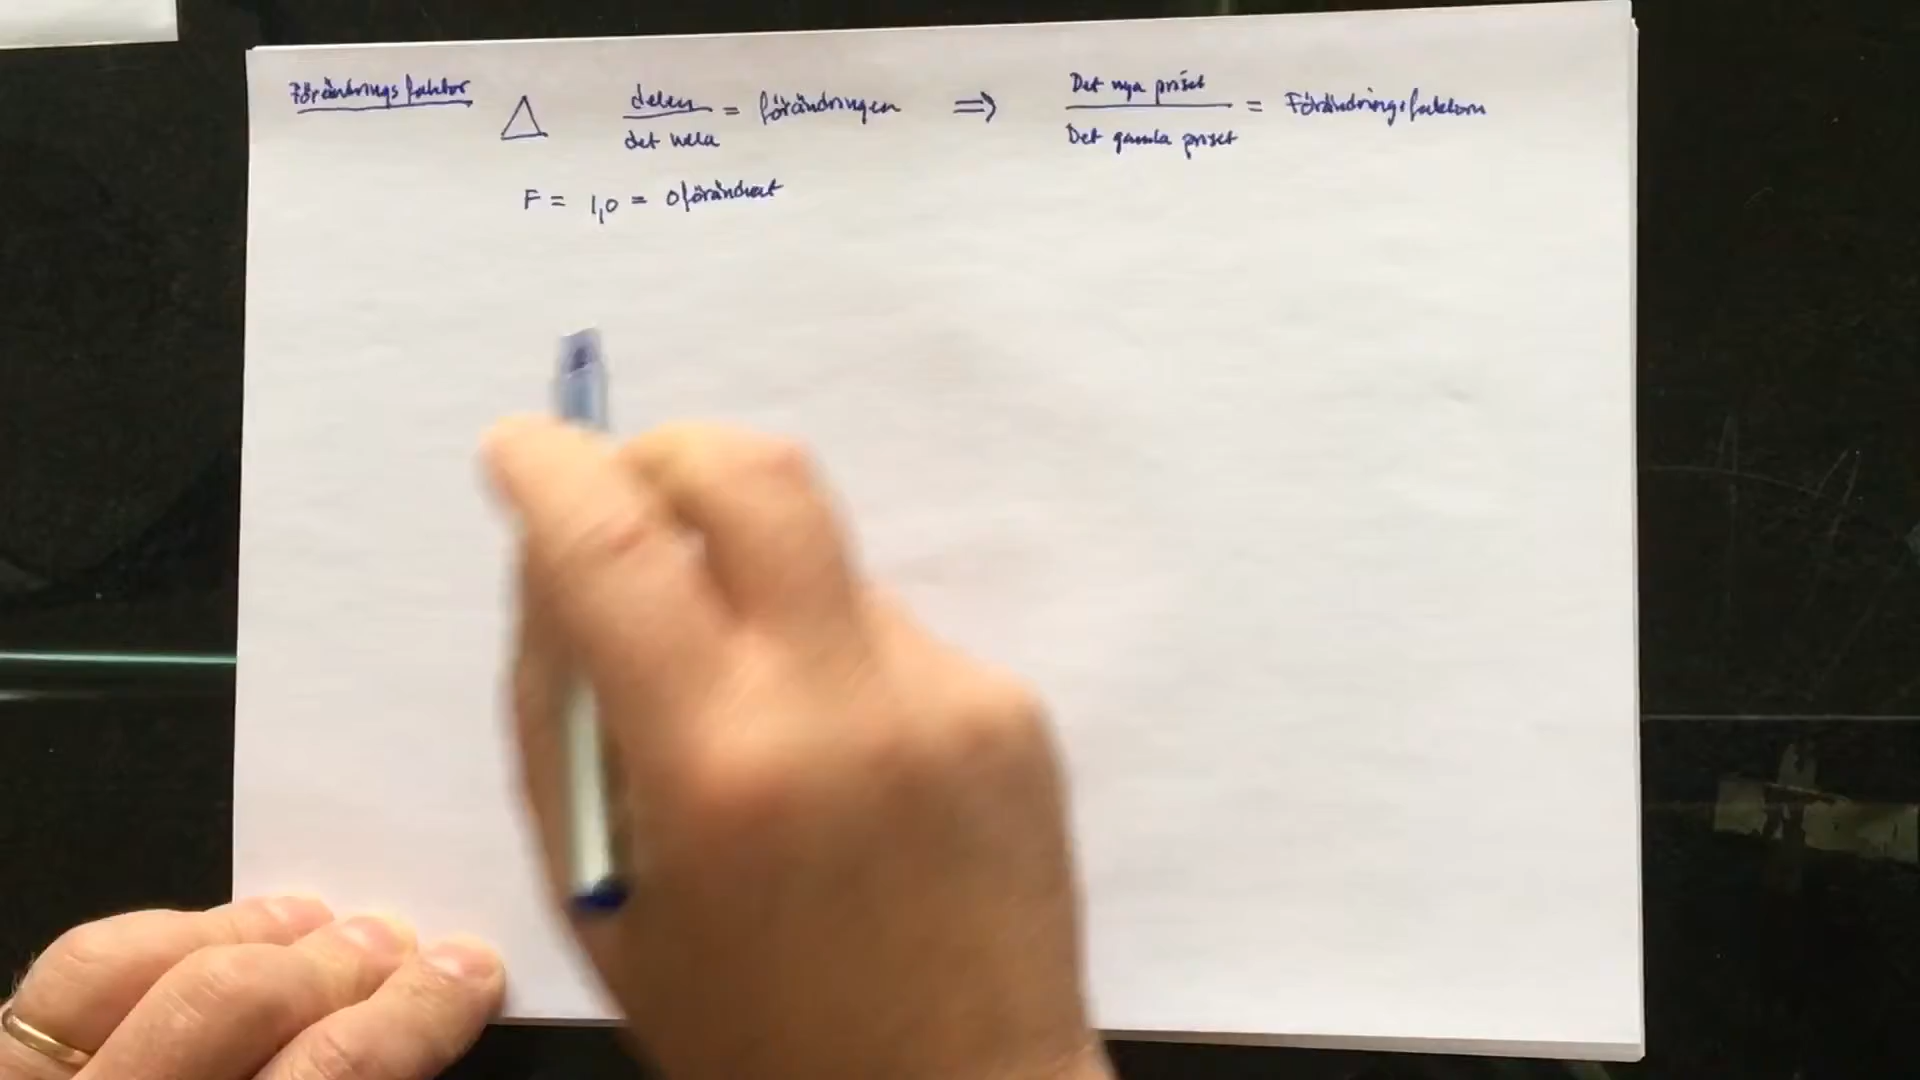 Förändringsfaktor
△ delen / det hela = förändringen ⇒ Det nya priset / Det gamla priset = Förändringsfaktorn
F = 1,0 = oförändrat